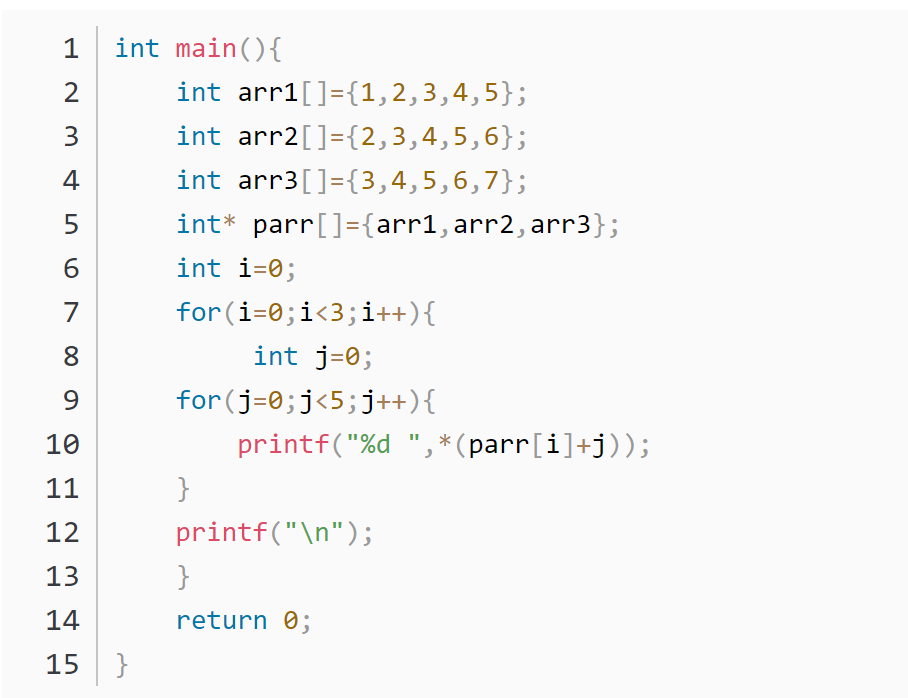 1 int main(){
2     int arr1[]={1,2,3,4,5};
3     int arr2[]={2,3,4,5,6};
4     int arr3[]={3,4,5,6,7};
5     int* parr[]={arr1,arr2,arr3};
6     int i=0;
7     for(i=0;i<3;i++){
8          int j=0;
9     for(j=0;j<5;j++){
10         printf("%d ",*(parr[i]+j));
11     }
12     printf("\n");
13     }
14     return 0;
15 }